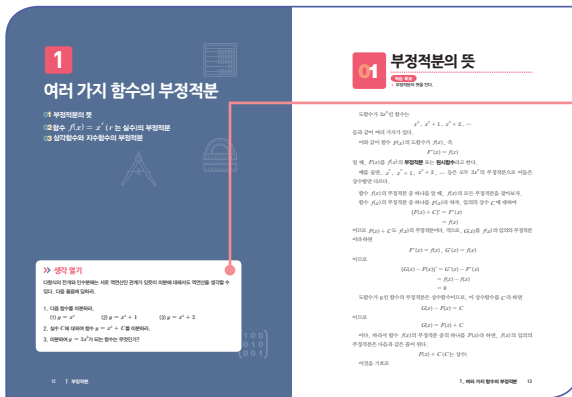 1
여러 가지 함수의 부정적분
01 부정적분의 뜻
02 함수 f(x) = xʳ (r 는 실수)의 부정적분
03 삼각함수와 지수함수의 부정적분
생각 열기
다항식의 전개와 인수분해는 서로 역연산인 관계가 있듯이 미분에 대해서도 역연산을 생각할 수
있다. 다음 물음에 답하라.
1. 다음 함수를 미분하라.
(1) y = x³ (2) y = x³ + 1 (3) y = x³ + 2
2. 실수 C에 대하여 함수 y = x³ + C를 미분하라.
3. 미분하여 y = 3x²가 되는 함수는 무엇인가?
100
010
001
12 Ⅰ 부정적분
01
부정적분의 뜻
학습 목표
부정적분의 뜻을 안다.
도함수가 3x²인 함수는
x³, x³ + 1, x³ + 2, ⋯
등과 같이 여러 가지가 있다.
이와 같이 함수 F(x)의 도함수가 f(x), 즉
F′(x) = f(x)
일 때, F(x)를 f(x)의 부정적분 또는 원시함수라고 한다.
예를 들면, x³, x³ + 1, x³ + 2, ⋯ 등은 모두 3x²의 부정적분으로 이들은
상수항만 다르다.
함수 f(x)의 부정적분 중 하나를 알 때, f(x)의 모든 부정적분을 찾아보자.
함수 f(x)의 부정적분 중 하나를 F(x)라 하자. 임의의 상수 C에 대하여
{F(x) + C}′ = F′(x)
= f(x)
이므로 F(x) + C도 f(x)의 부정적분이다. 역으로, G(x)를 f(x)의 임의의 부정적분
이라 하면
F′(x) = f(x), G′(x) = f(x)
이므로
{G(x) − F(x)}′ = G′(x) − F′(x)
= f(x) − f(x)
= 0
도함수가 0인 함수의 부정적분은 상수함수이므로, 이 상수함수를 C라 하면
G(x) − F(x) = C
이므로
G(x) = F(x) + C
이다. 따라서 함수 f(x)의 부정적분 중의 하나를 F(x)라 하면, f(x)의 임의의
부정적분은 다음과 같은 꼴이 된다.
F(x) + C (C는 상수)
이것을 기호로
1. 여러 가지 함수의 부정적분 13